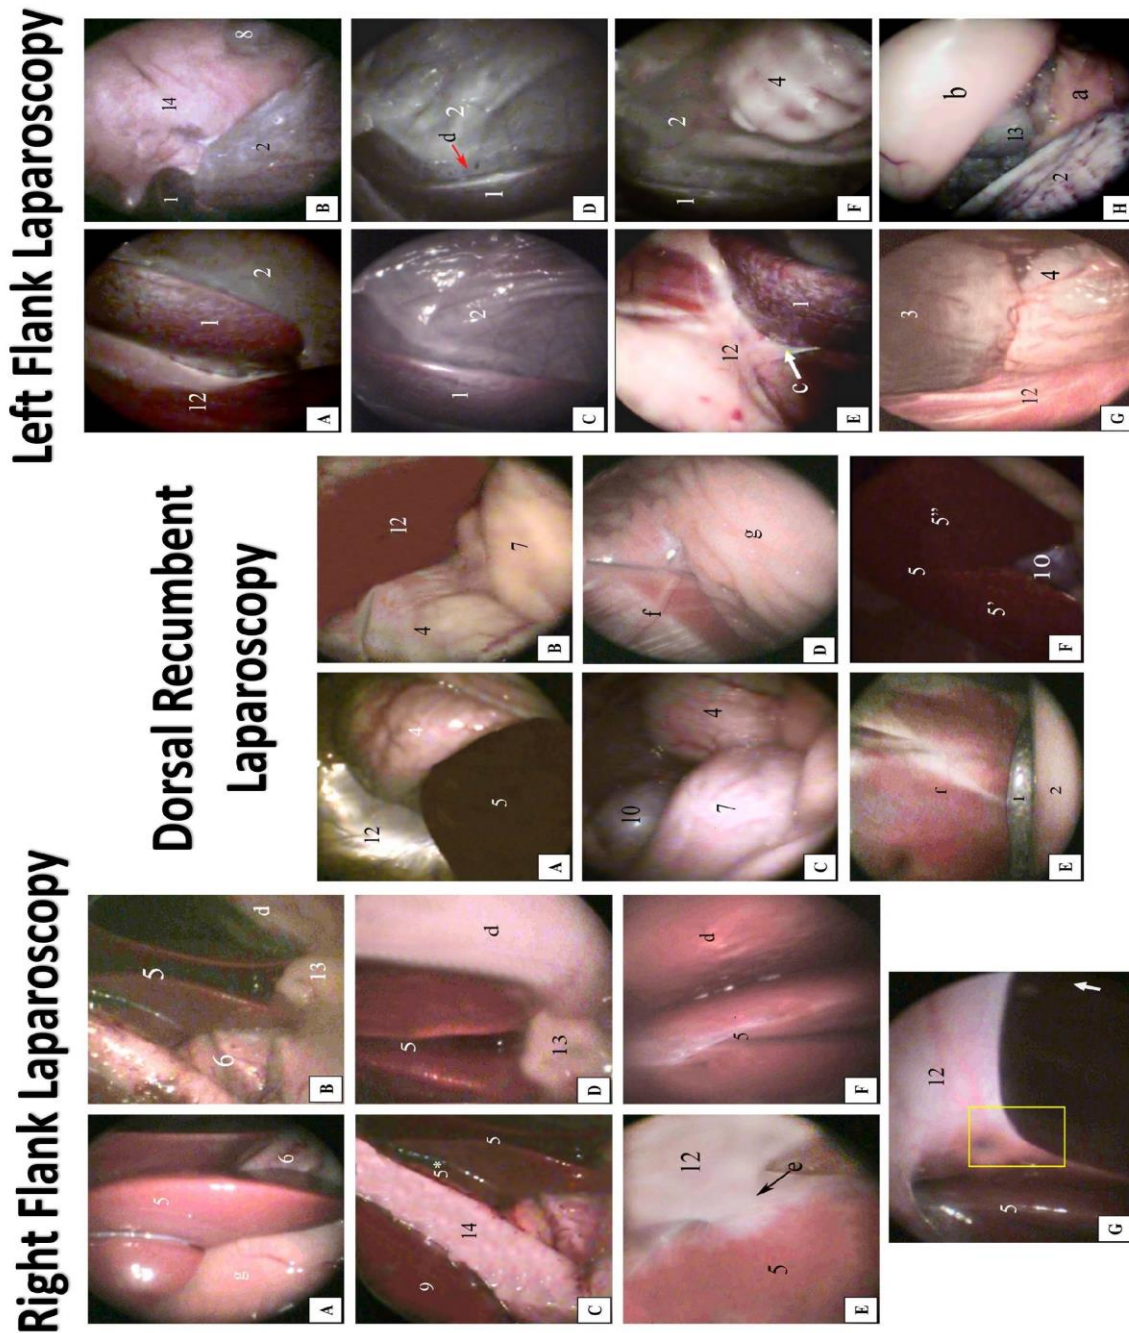 Right Flank Laparoscopy
5
g
6
A
5
d
6
13
B
5*
5
9
14
C
d
5
13
D
12
e
5
E
d
5
F
12
5
G
Dorsal Recumbent
Laparoscopy
12
4
5
A
12
4
7
B
10
4
7
C
f
g
D
f
1
2
E
5
5' 5"
10
F
Left Flank Laparoscopy
12
1
2
A
14
8
1
2
B
1
2
C
d
2
1
D
12
1
c
E
2
1
4
F
3
4
12
G
b
13
a
2
H